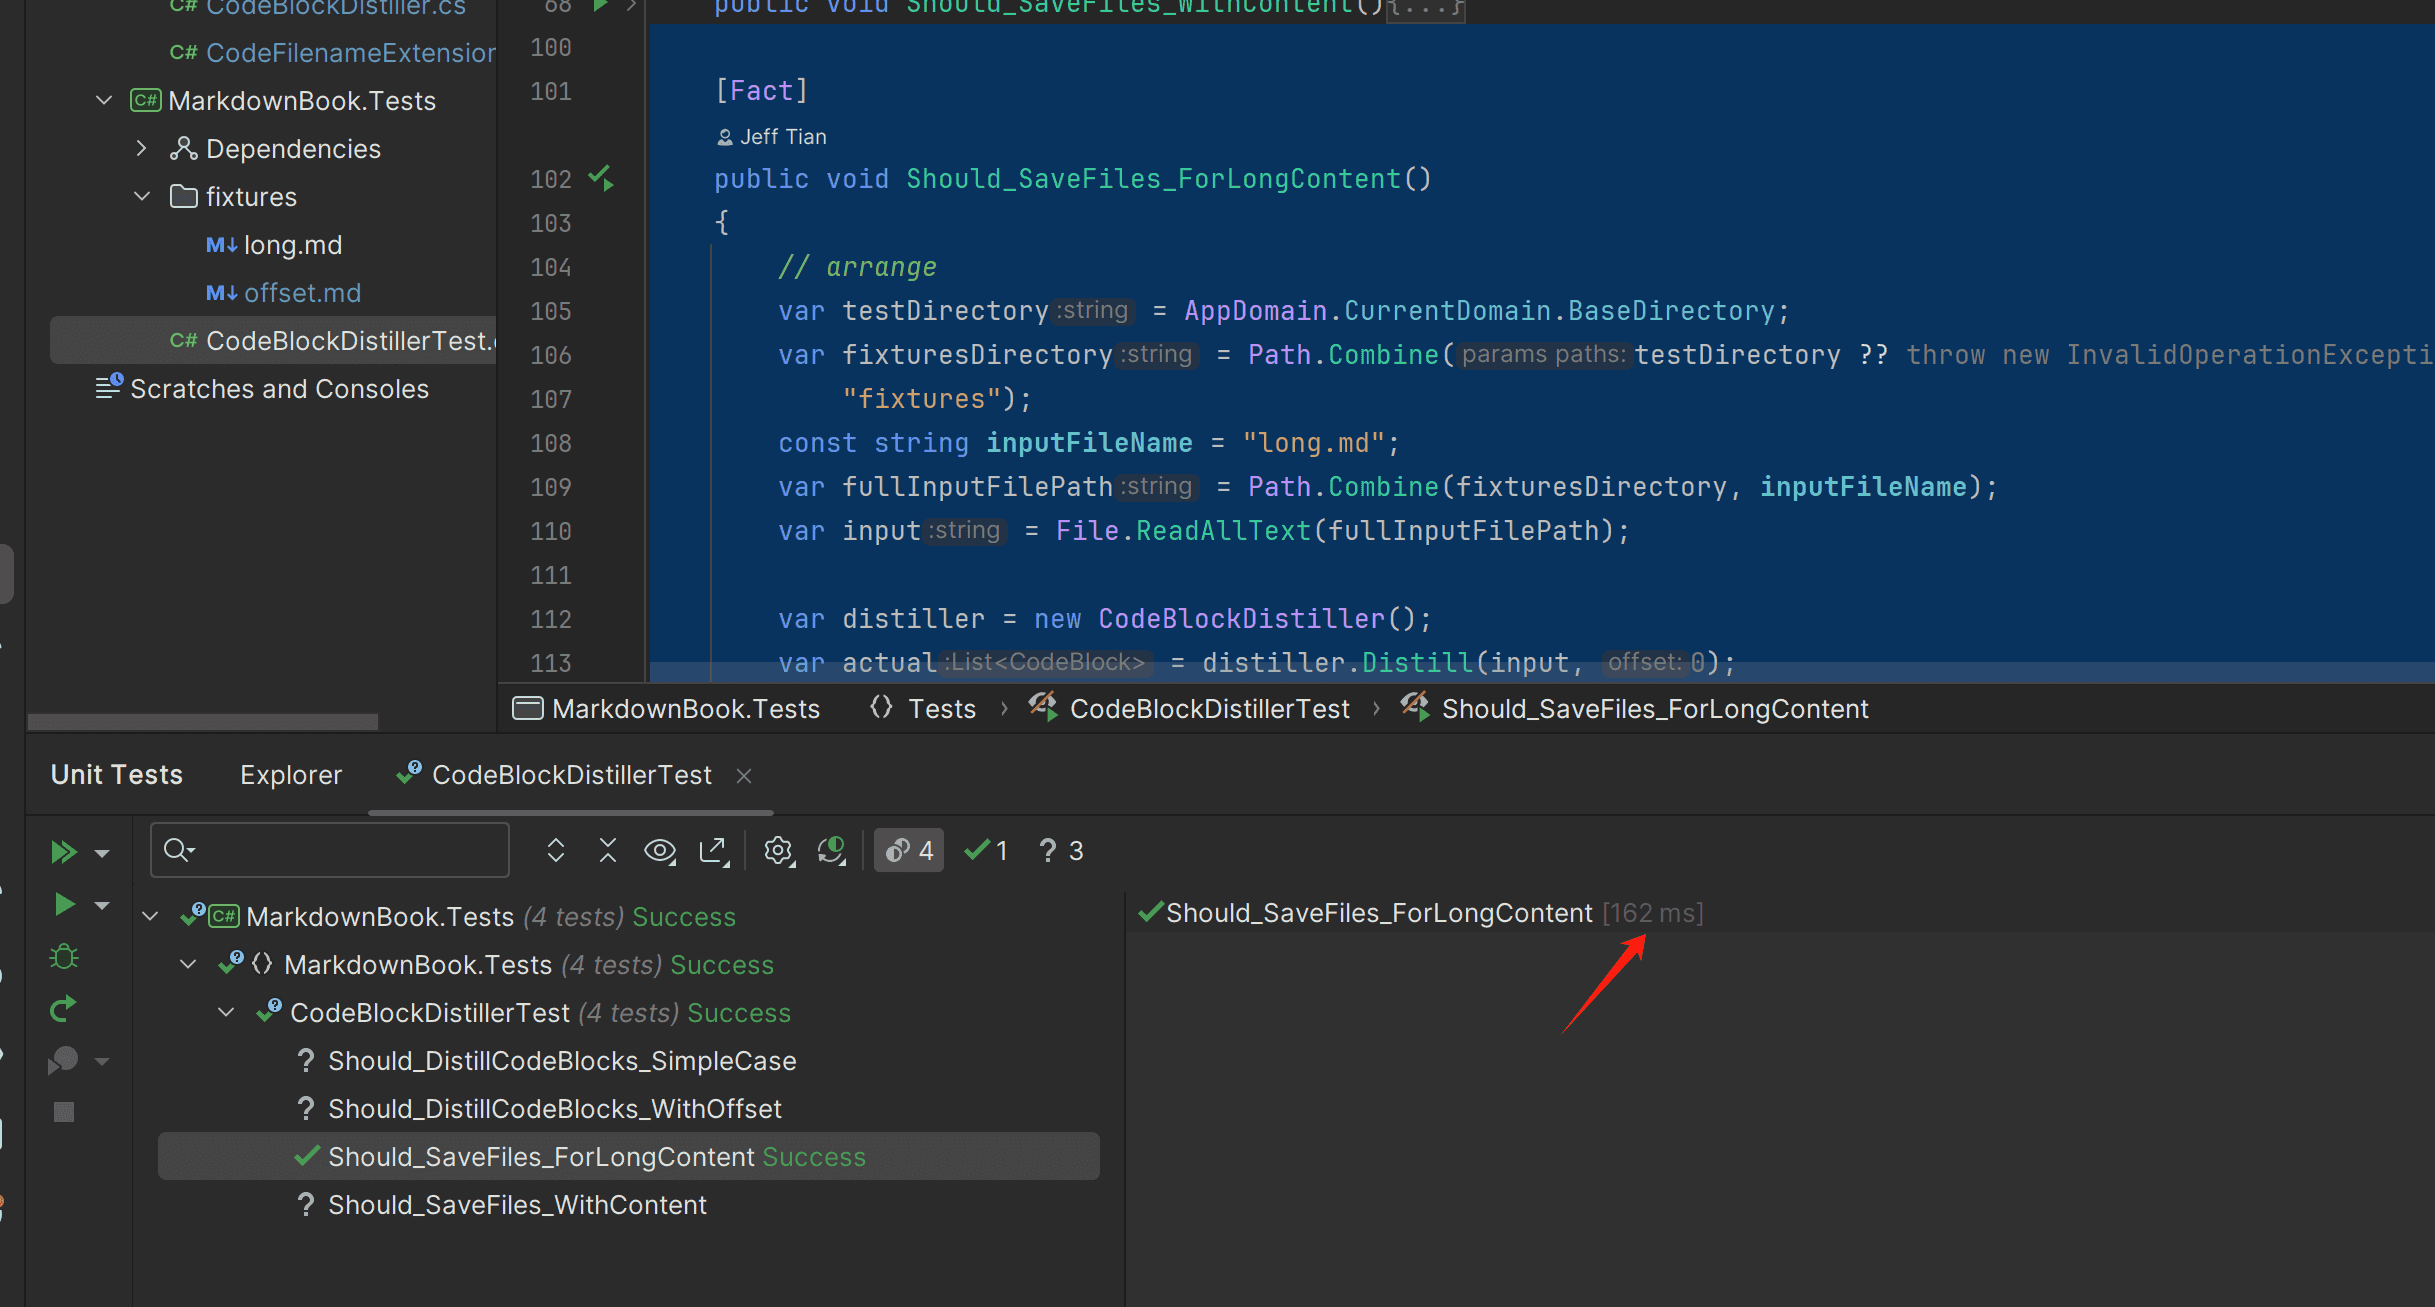 C# CodeBlockDistiller.cs
C# CodeFilenameExtension
C# MarkdownBook.Tests
Dependencies
fixtures
M↓ long.md
M↓ offset.md
C# CodeBlockDistillerTest.
Scratches and Consoles
68 public void Should_SaveFiles_WithContent(){...}
100
101 [Fact]
Jeff Tian
102 public void Should_SaveFiles_ForLongContent()
103 {
104 // arrange
105 var testDirectory :string = AppDomain.CurrentDomain.BaseDirectory;
106 var fixturesDirectory :string = Path.Combine( params paths: testDirectory ?? throw new InvalidOperationExcepti
107 "fixtures");
108 const string inputFileName = "long.md";
109 var fullInputFilePath :string = Path.Combine(fixturesDirectory, inputFileName);
110 var input :string = File.ReadAllText(fullInputFilePath);
111
112 var distiller = new CodeBlockDistiller();
113 var actual :List<CodeBlock> = distiller.Distill(input, offset: 0);
MarkdownBook.Tests {} Tests › CodeBlockDistillerTest › Should_SaveFiles_ForLongContent
Unit Tests Explorer CodeBlockDistillerTest ×
4 1 ? 3
C# MarkdownBook.Tests (4 tests) Success
{} MarkdownBook.Tests (4 tests) Success
CodeBlockDistillerTest (4 tests) Success
? Should_DistillCodeBlocks_SimpleCase
? Should_DistillCodeBlocks_WithOffset
Should_SaveFiles_ForLongContent Success
? Should_SaveFiles_WithContent
Should_SaveFiles_ForLongContent [162 ms]